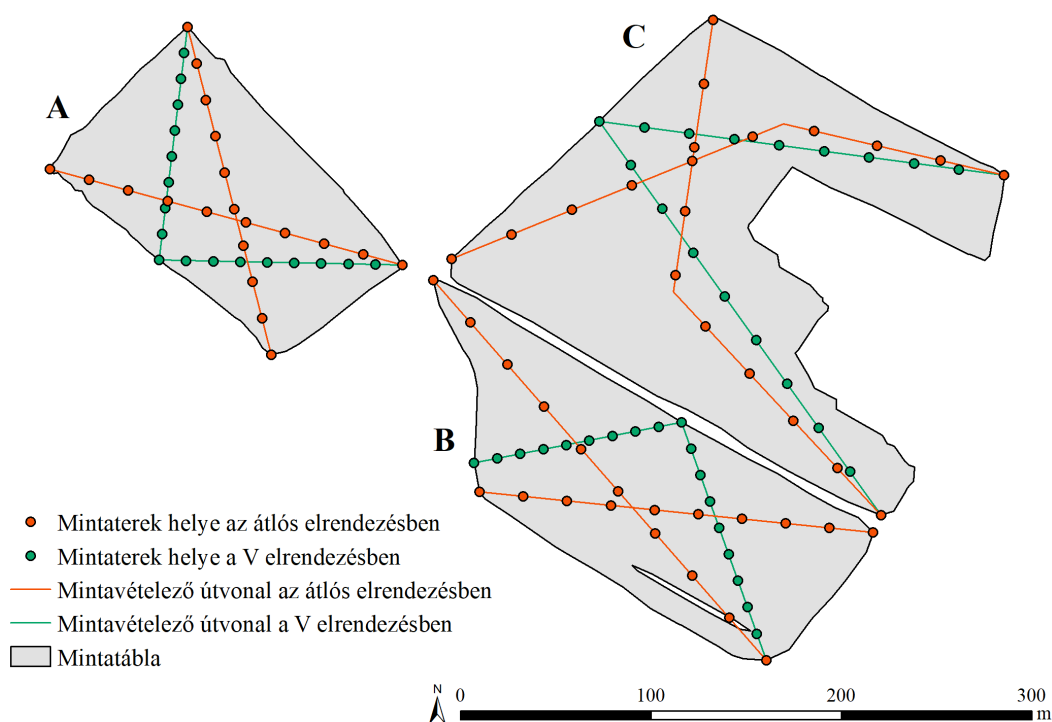 A
C
B
Mintaterek helye az átlós elrendezésben
Mintaterek helye a V elrendezésben
Mintavételező útvonal az átlós elrendezésben
Mintavételező útvonal a V elrendezésben
Mintatábla
N
0 100 200 300
m